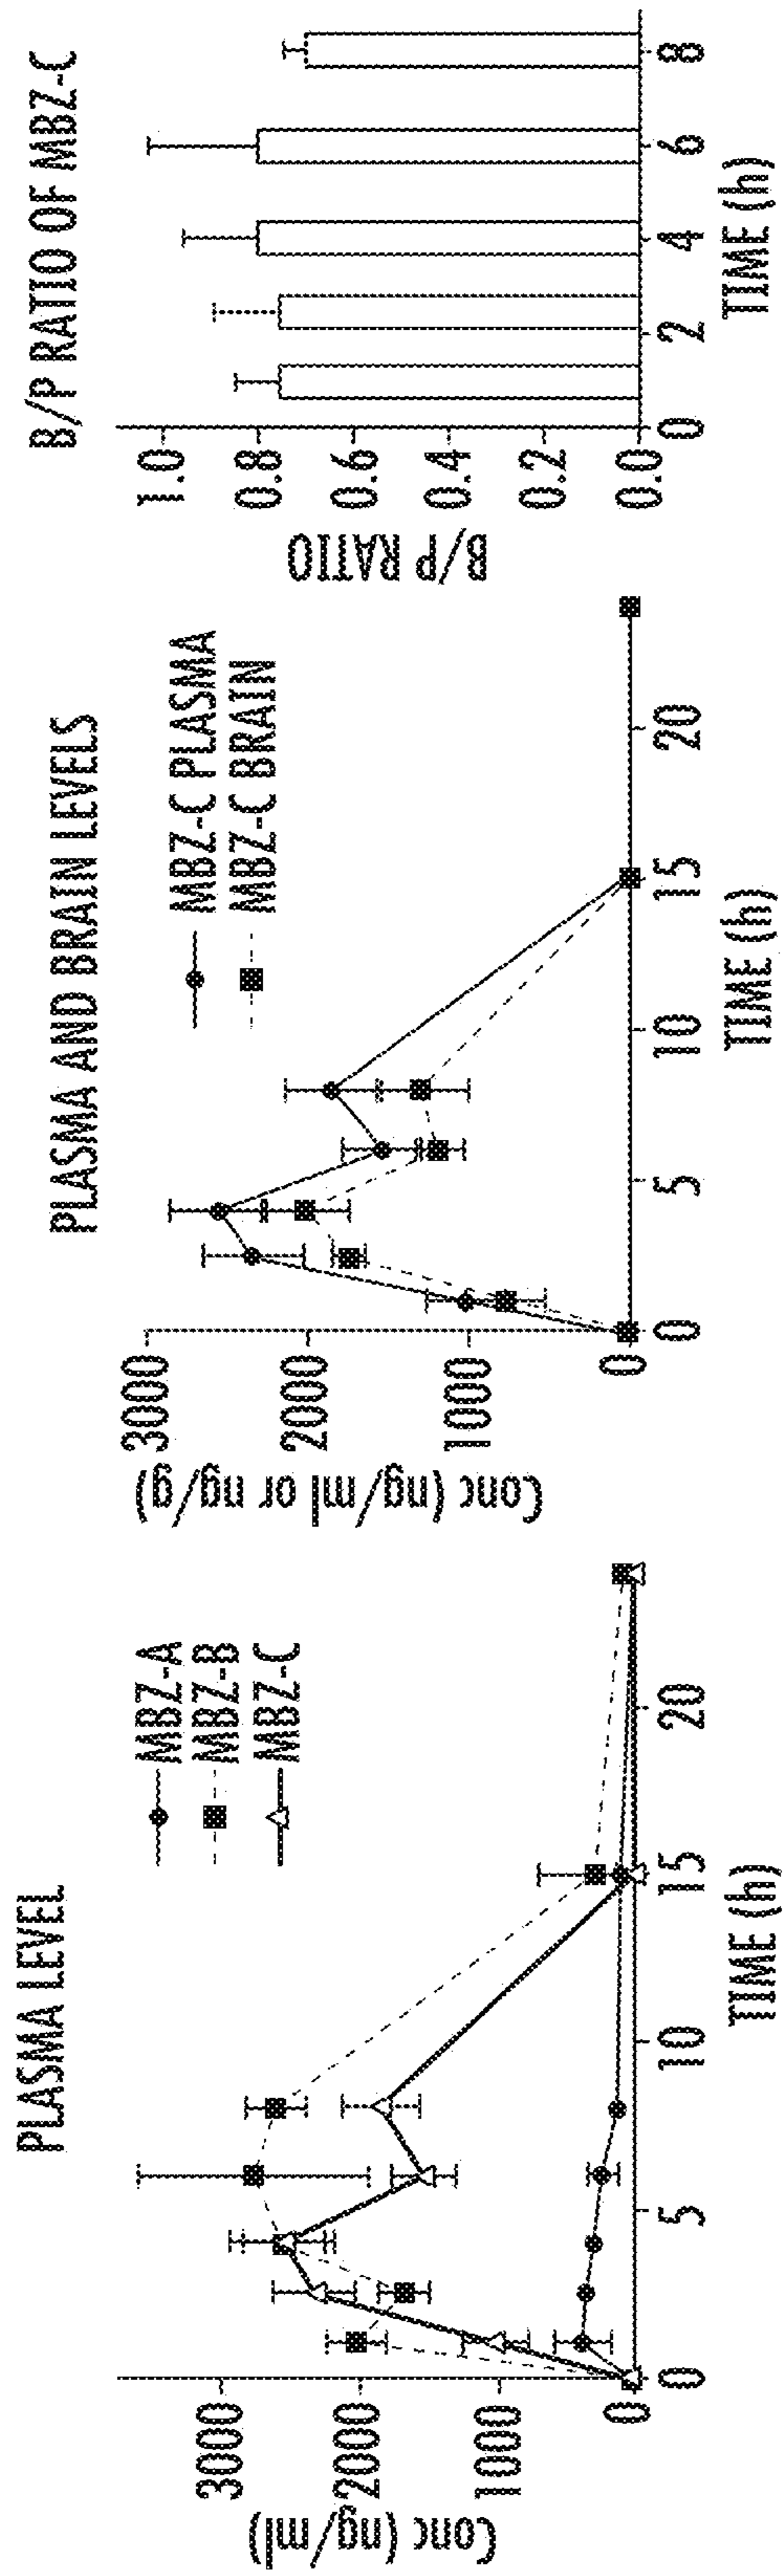 PLASMA LEVEL
MBZ-A
MBZ-B
MBZ-C
Conc (ng/ml)
3000
2000
1000
0
0
5
10
15
20
TIME (h)
PLASMA AND BRAIN LEVELS
MBZ-C PLASMA
MBZ-C BRAIN
Conc (ng/ml or ng/g)
3000
2000
1000
0
0
5
10
15
20
TIME (h)
B/P RATIO OF MBZ-C
B/P RATIO
1.0
0.8
0.6
0.4
0.2
0.0
0
2
4
6
8
TIME (h)